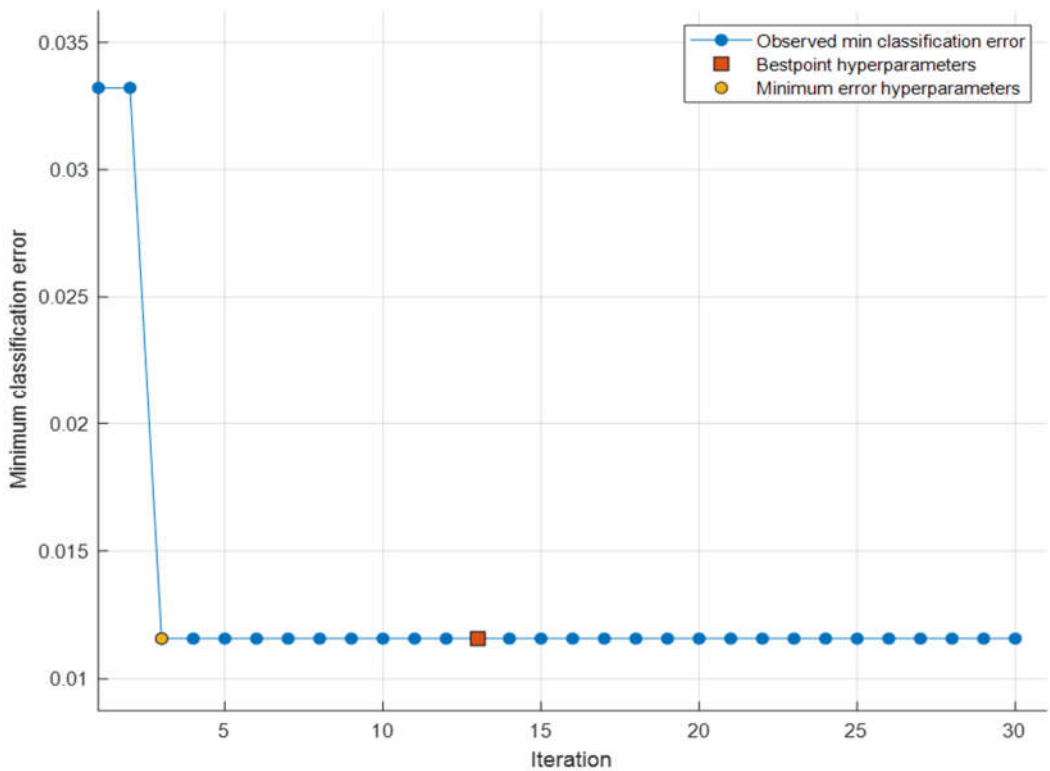 0.035
0.03
0.025
0.02
0.015
0.01
Minimum classification error
5
10
15
20
25
30
Iteration
Observed min classification error
Bestpoint hyperparameters
Minimum error hyperparameters